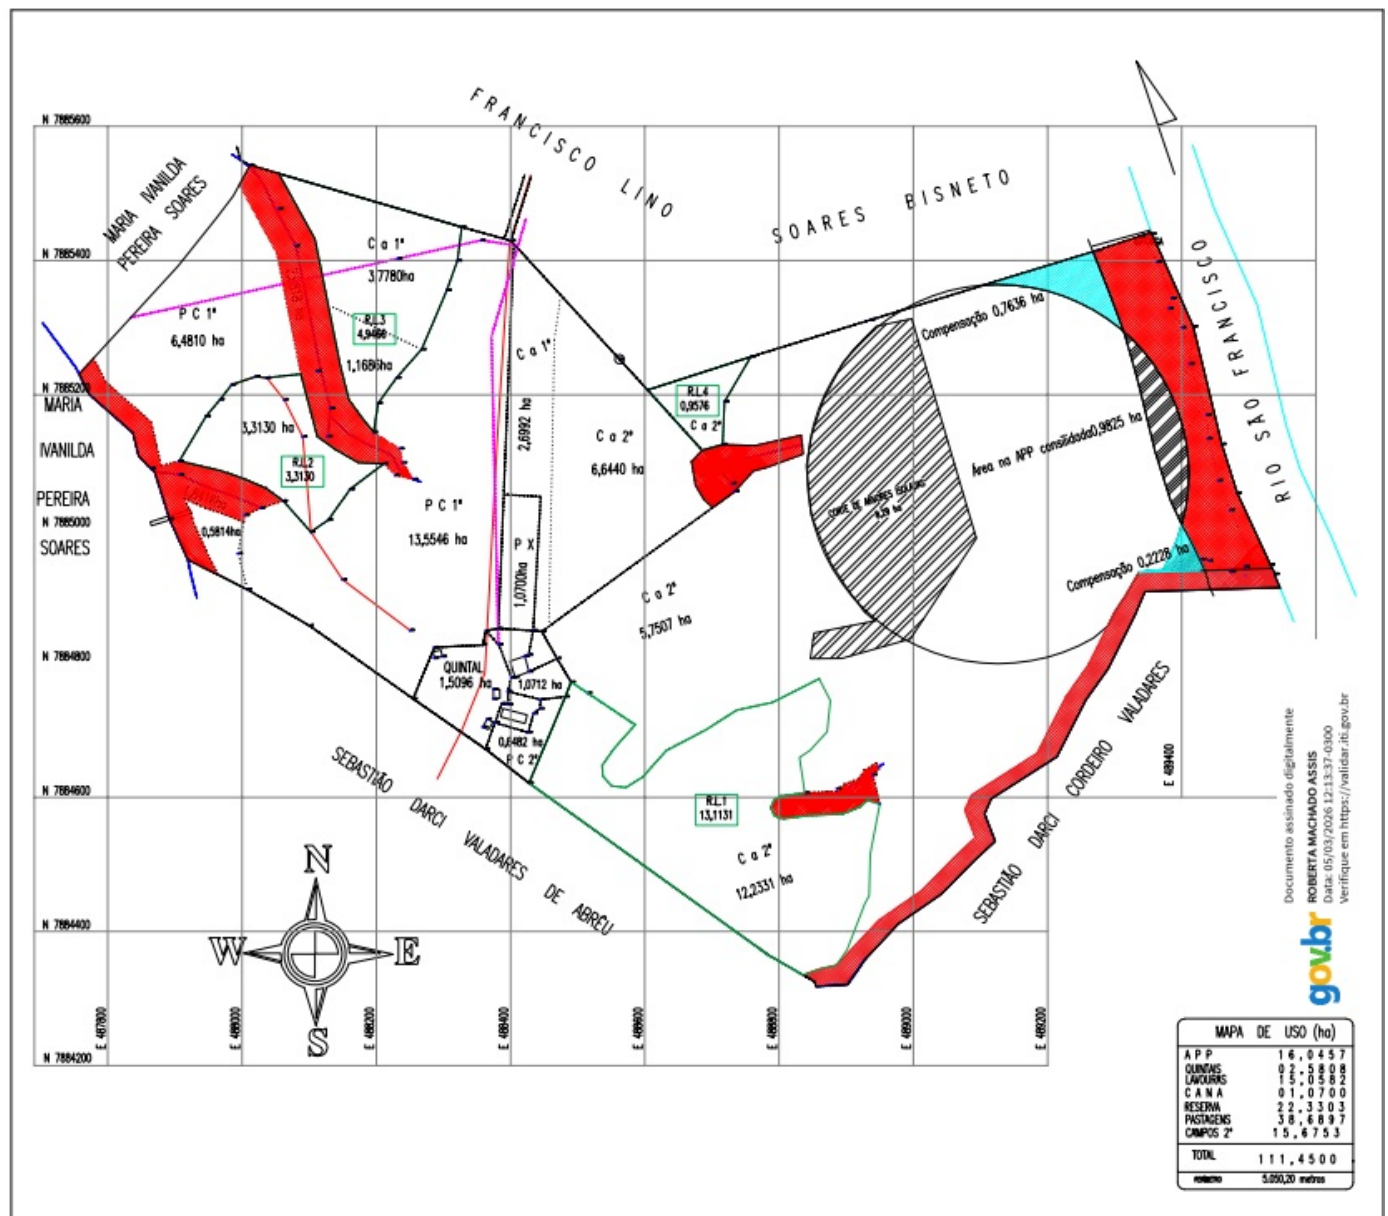 N 7885600
FRANCISCO LINO
SOARES BISNETO
MARIA IVANILDA
PEREIRA SOARES
N 7885400
C a 1ª
3,7780ha
P C 1ª
6,4810 ha
R.L.3
4,9466
1,1686ha
C a 1ª
2,6992 ha
Compensação 0,7636 ha
RIO SÃO FRANCISCO
N 7885200
MARIA
IVANILDA
PEREIRA
SOARES
R.L.4
0,9576
C a 2ª
3,3130 ha
R.L.2
3,3130
C a 2ª
6,6440 ha
Área na APP consilidada0,9825 ha
CORTE DE ARVORES ISOLADAS
P C 1ª
13,5546 ha
N 7885000
0,5814ha
P X
1,0700ha
Compensação 0,2228 ha
C a 2ª
5,7507 ha
N 7884800
QUINTAL
1,5096 ha
1,0712 ha
0,6482 ha
P C 2ª
SEBASTIÃO DARCI VALADARES DE ABRÊU
SEBASTIÃO DARCI CORDEIRO VALADARES
N 7884600
R.L.1
13,1131
C a 2ª
12,2331 ha
E 489400
N 7884400
N
W E
S
E 487800
E 488000
E 488200
E 488400
E 488600
E 488800
E 489000
E 489200
N 7884200
Documento assinado digitalmente
ROBERTA MACHADO ASSIS
Data: 05/03/2026 12:13:37-0300
Verifique em https://validar.iti.gov.br
gov.br
MAPA DE USO (ha)
A P P 16,0457
QUINTAIS 02,5808
LAVOURAS 15,0582
C A N A 01,0700
RESERVA 22,3303
PASTAGENS 38,6897
CAMPOS 2ª 15,6753
TOTAL 111,4500
PERÍMETRO 5.050,20 metros